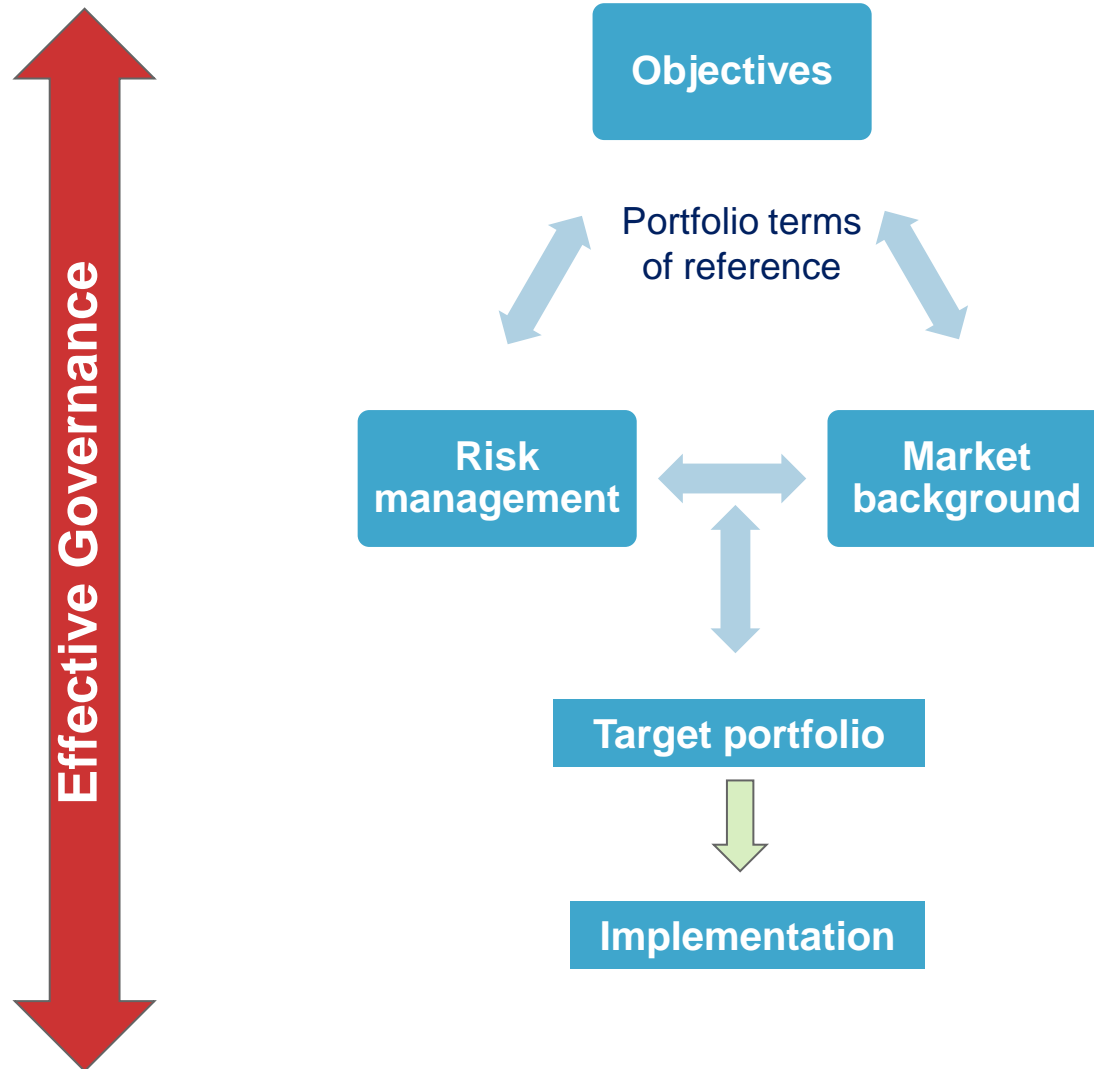 Effective Governance
Objectives
Portfolio terms
of reference
Risk
management
Market
background
Target portfolio
Implementation